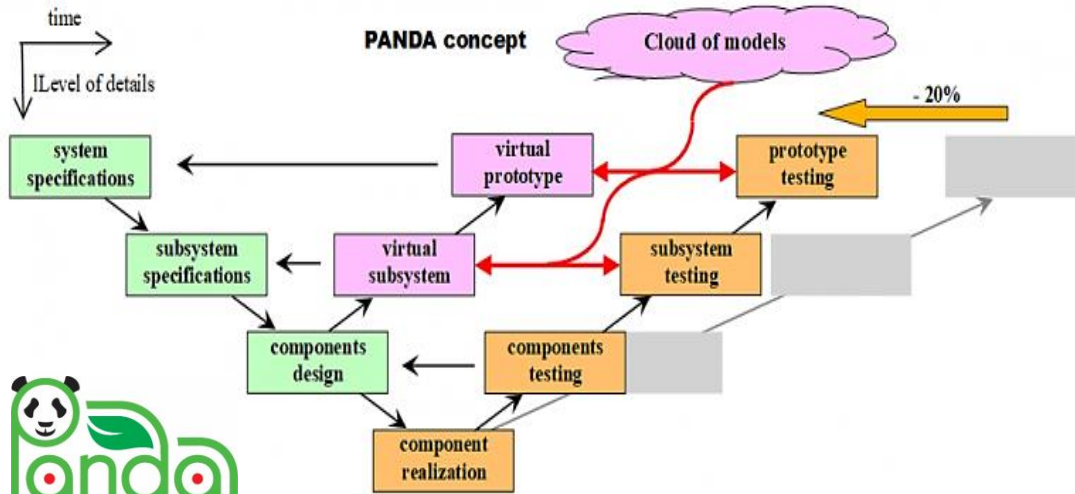 time
PANDA concept
Cloud of models
lLevel of details
- 20%
system
specifications
virtual
prototype
prototype
testing
subsystem
specifications
virtual
subsystem
subsystem
testing
components
design
components
testing
component
realization
Panda